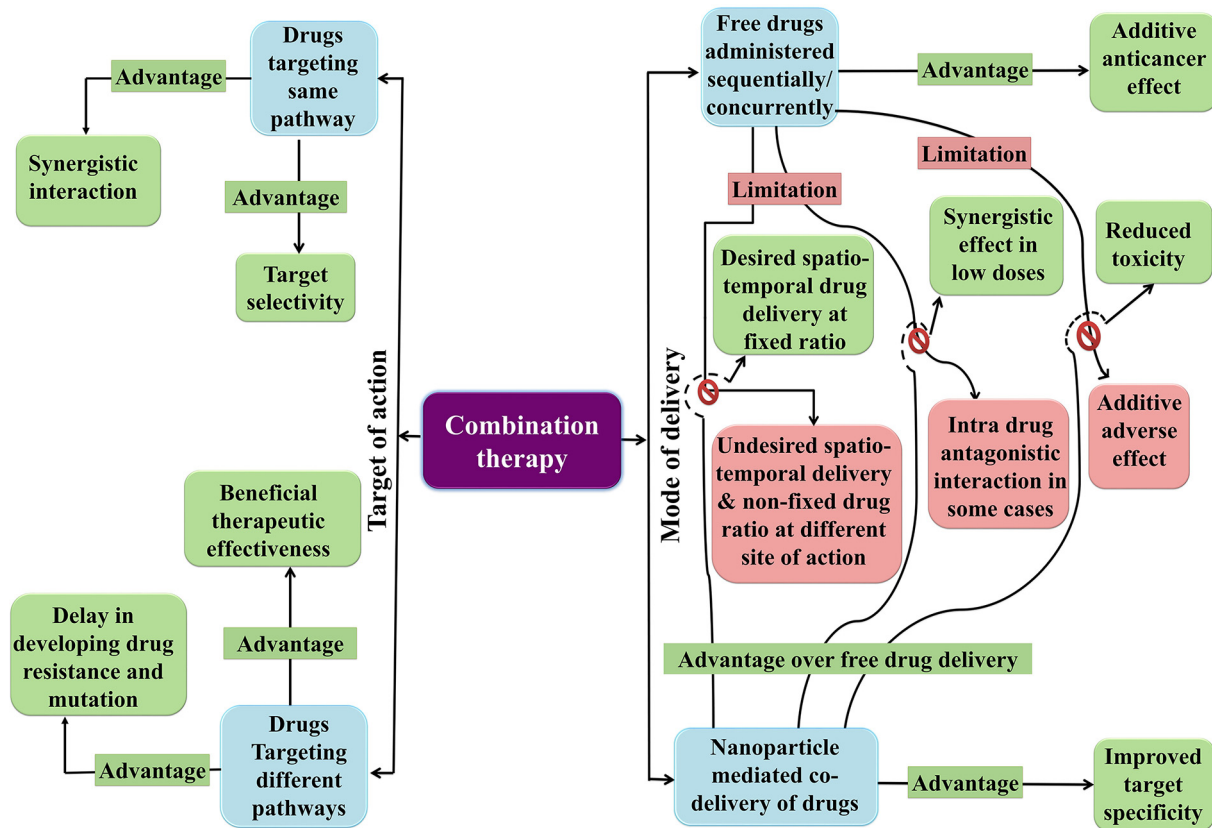 Drugs
targeting
same
pathway
Advantage
Synergistic
interaction
Advantage
Target
selectivity
Target of action
Combination
therapy
Beneficial
therapeutic
effectiveness
Advantage
Delay in
developing drug
resistance and
mutation
Advantage
Drugs
Targeting
different
pathways
Mode of delivery
Free drugs
administered
sequentially/
concurrently
Advantage
Additive
anticancer
effect
Limitation
Limitation
Desired spatio-
temporal drug
delivery at
fixed ratio
Synergistic
effect in
low doses
Reduced
toxicity
Undesired spatio-
temporal delivery
& non-fixed drug
ratio at different
site of action
Intra drug
antagonistic
interaction in
some cases
Additive
adverse
effect
Advantage over free drug delivery
Nanoparticle
mediated co-
delivery of drugs
Advantage
Improved
target
specificity